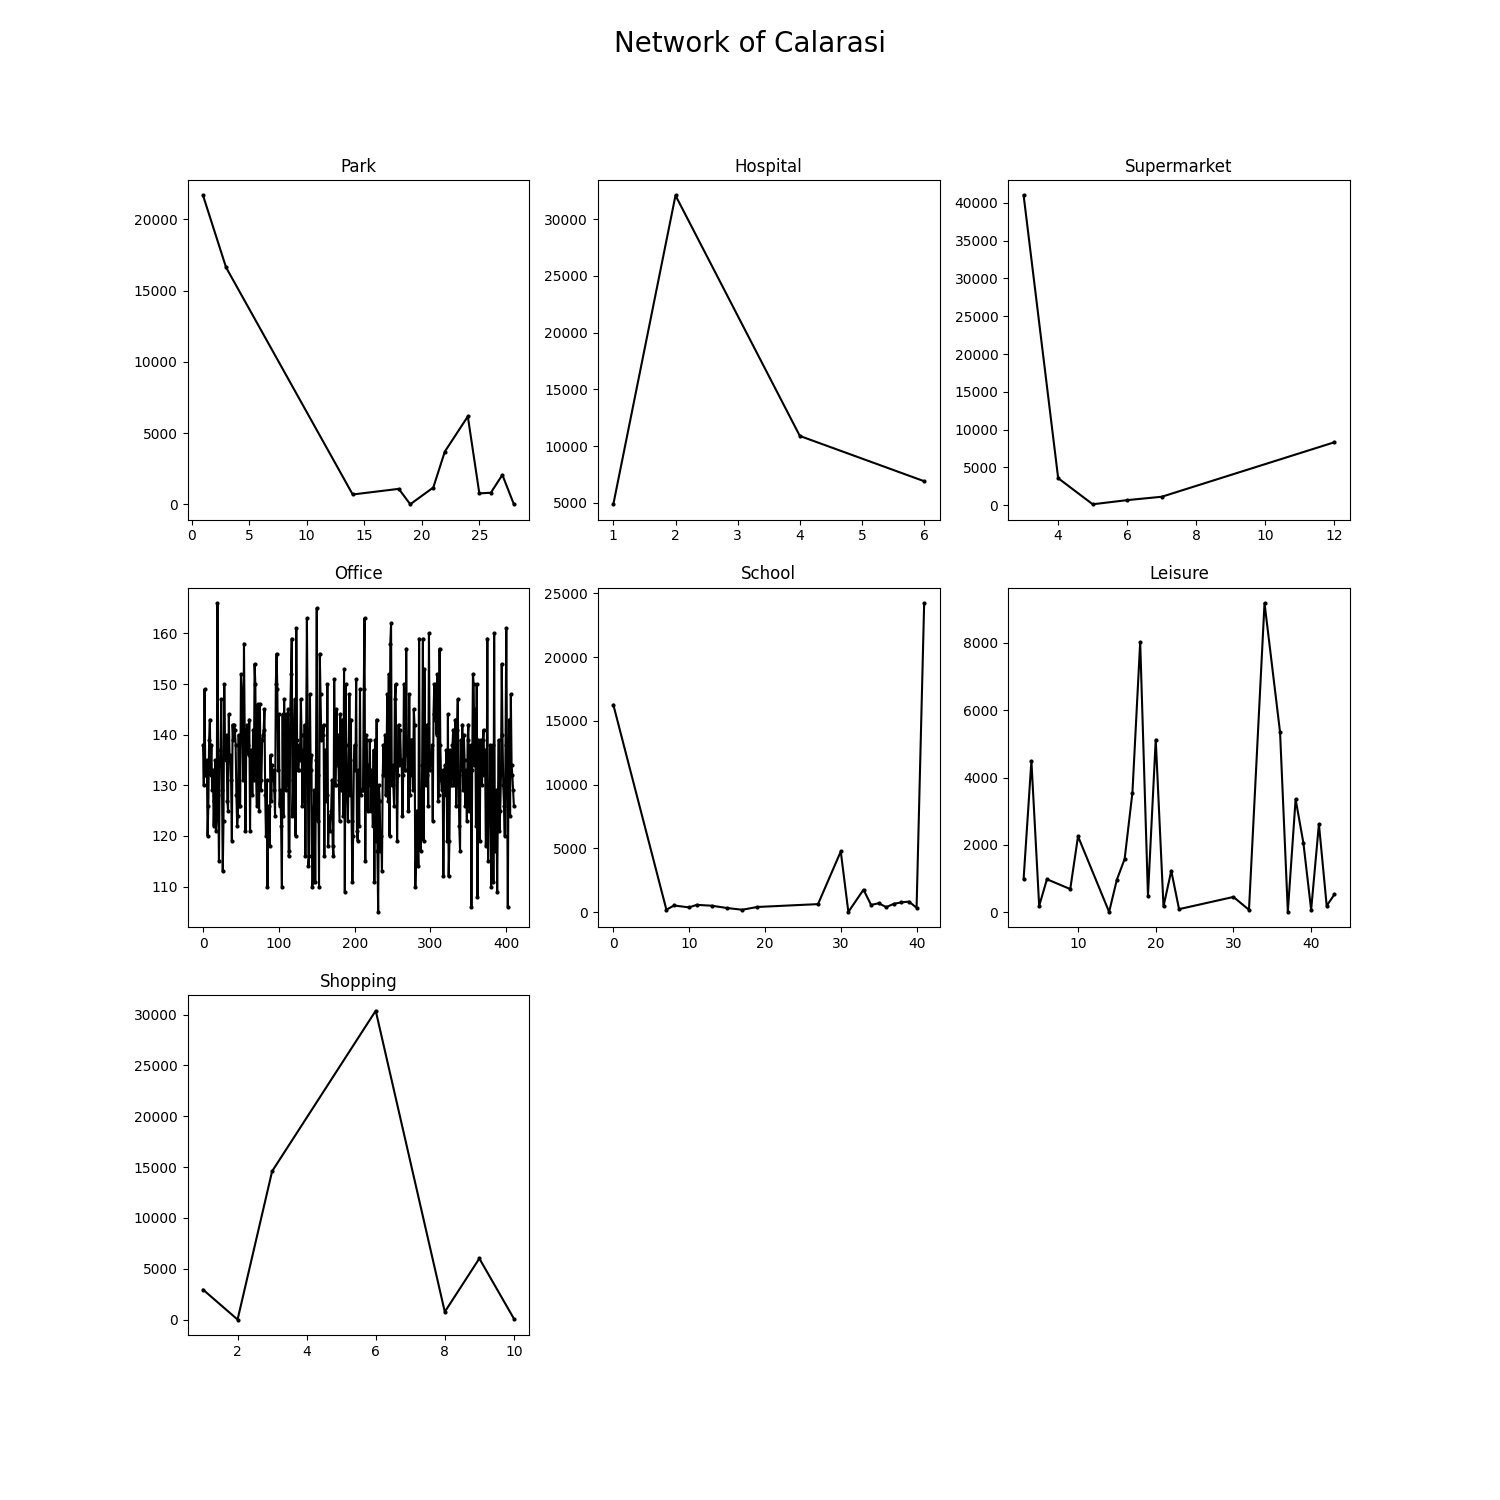 Network of Calarasi
Park
Hospital
Supermarket
20000
15000
10000
5000
0
0 5 10 15 20 25
30000
25000
20000
15000
10000
5000
1 2 3 4 5 6
40000
35000
30000
25000
20000
15000
10000
5000
0
4 6 8 10 12
Office
School
Leisure
160
150
140
130
120
110
0 100 200 300 400
25000
20000
15000
10000
5000
0
0 10 20 30 40
8000
6000
4000
2000
0
10 20 30 40
Shopping
30000
25000
20000
15000
10000
5000
0
2 4 6 8 10